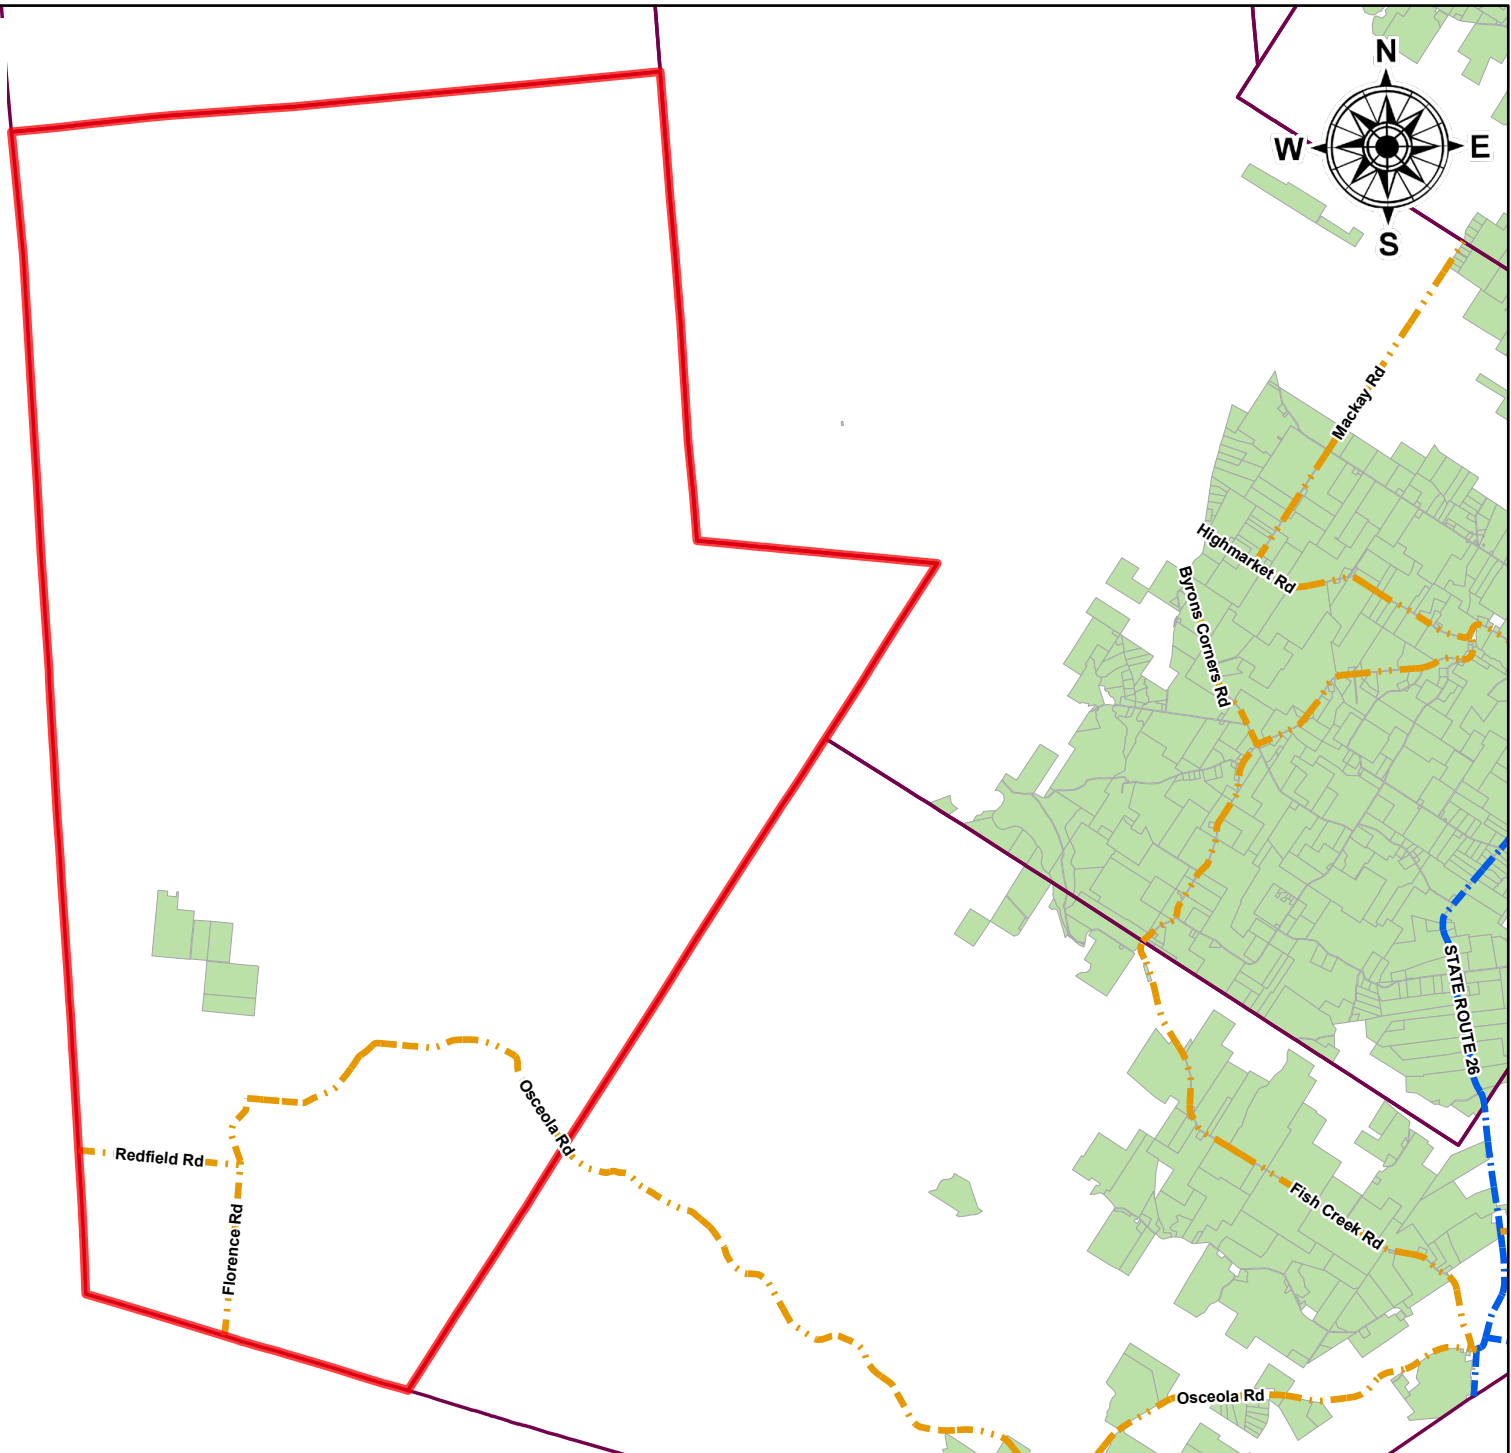 N
W
E
S
Mackay Rd
Highmarket Rd
Byrons Corners Rd
STATE ROUTE 26
Osceola Rd
Redfield Rd
Florence Rd
Fish Creek Rd
Osceola Rd